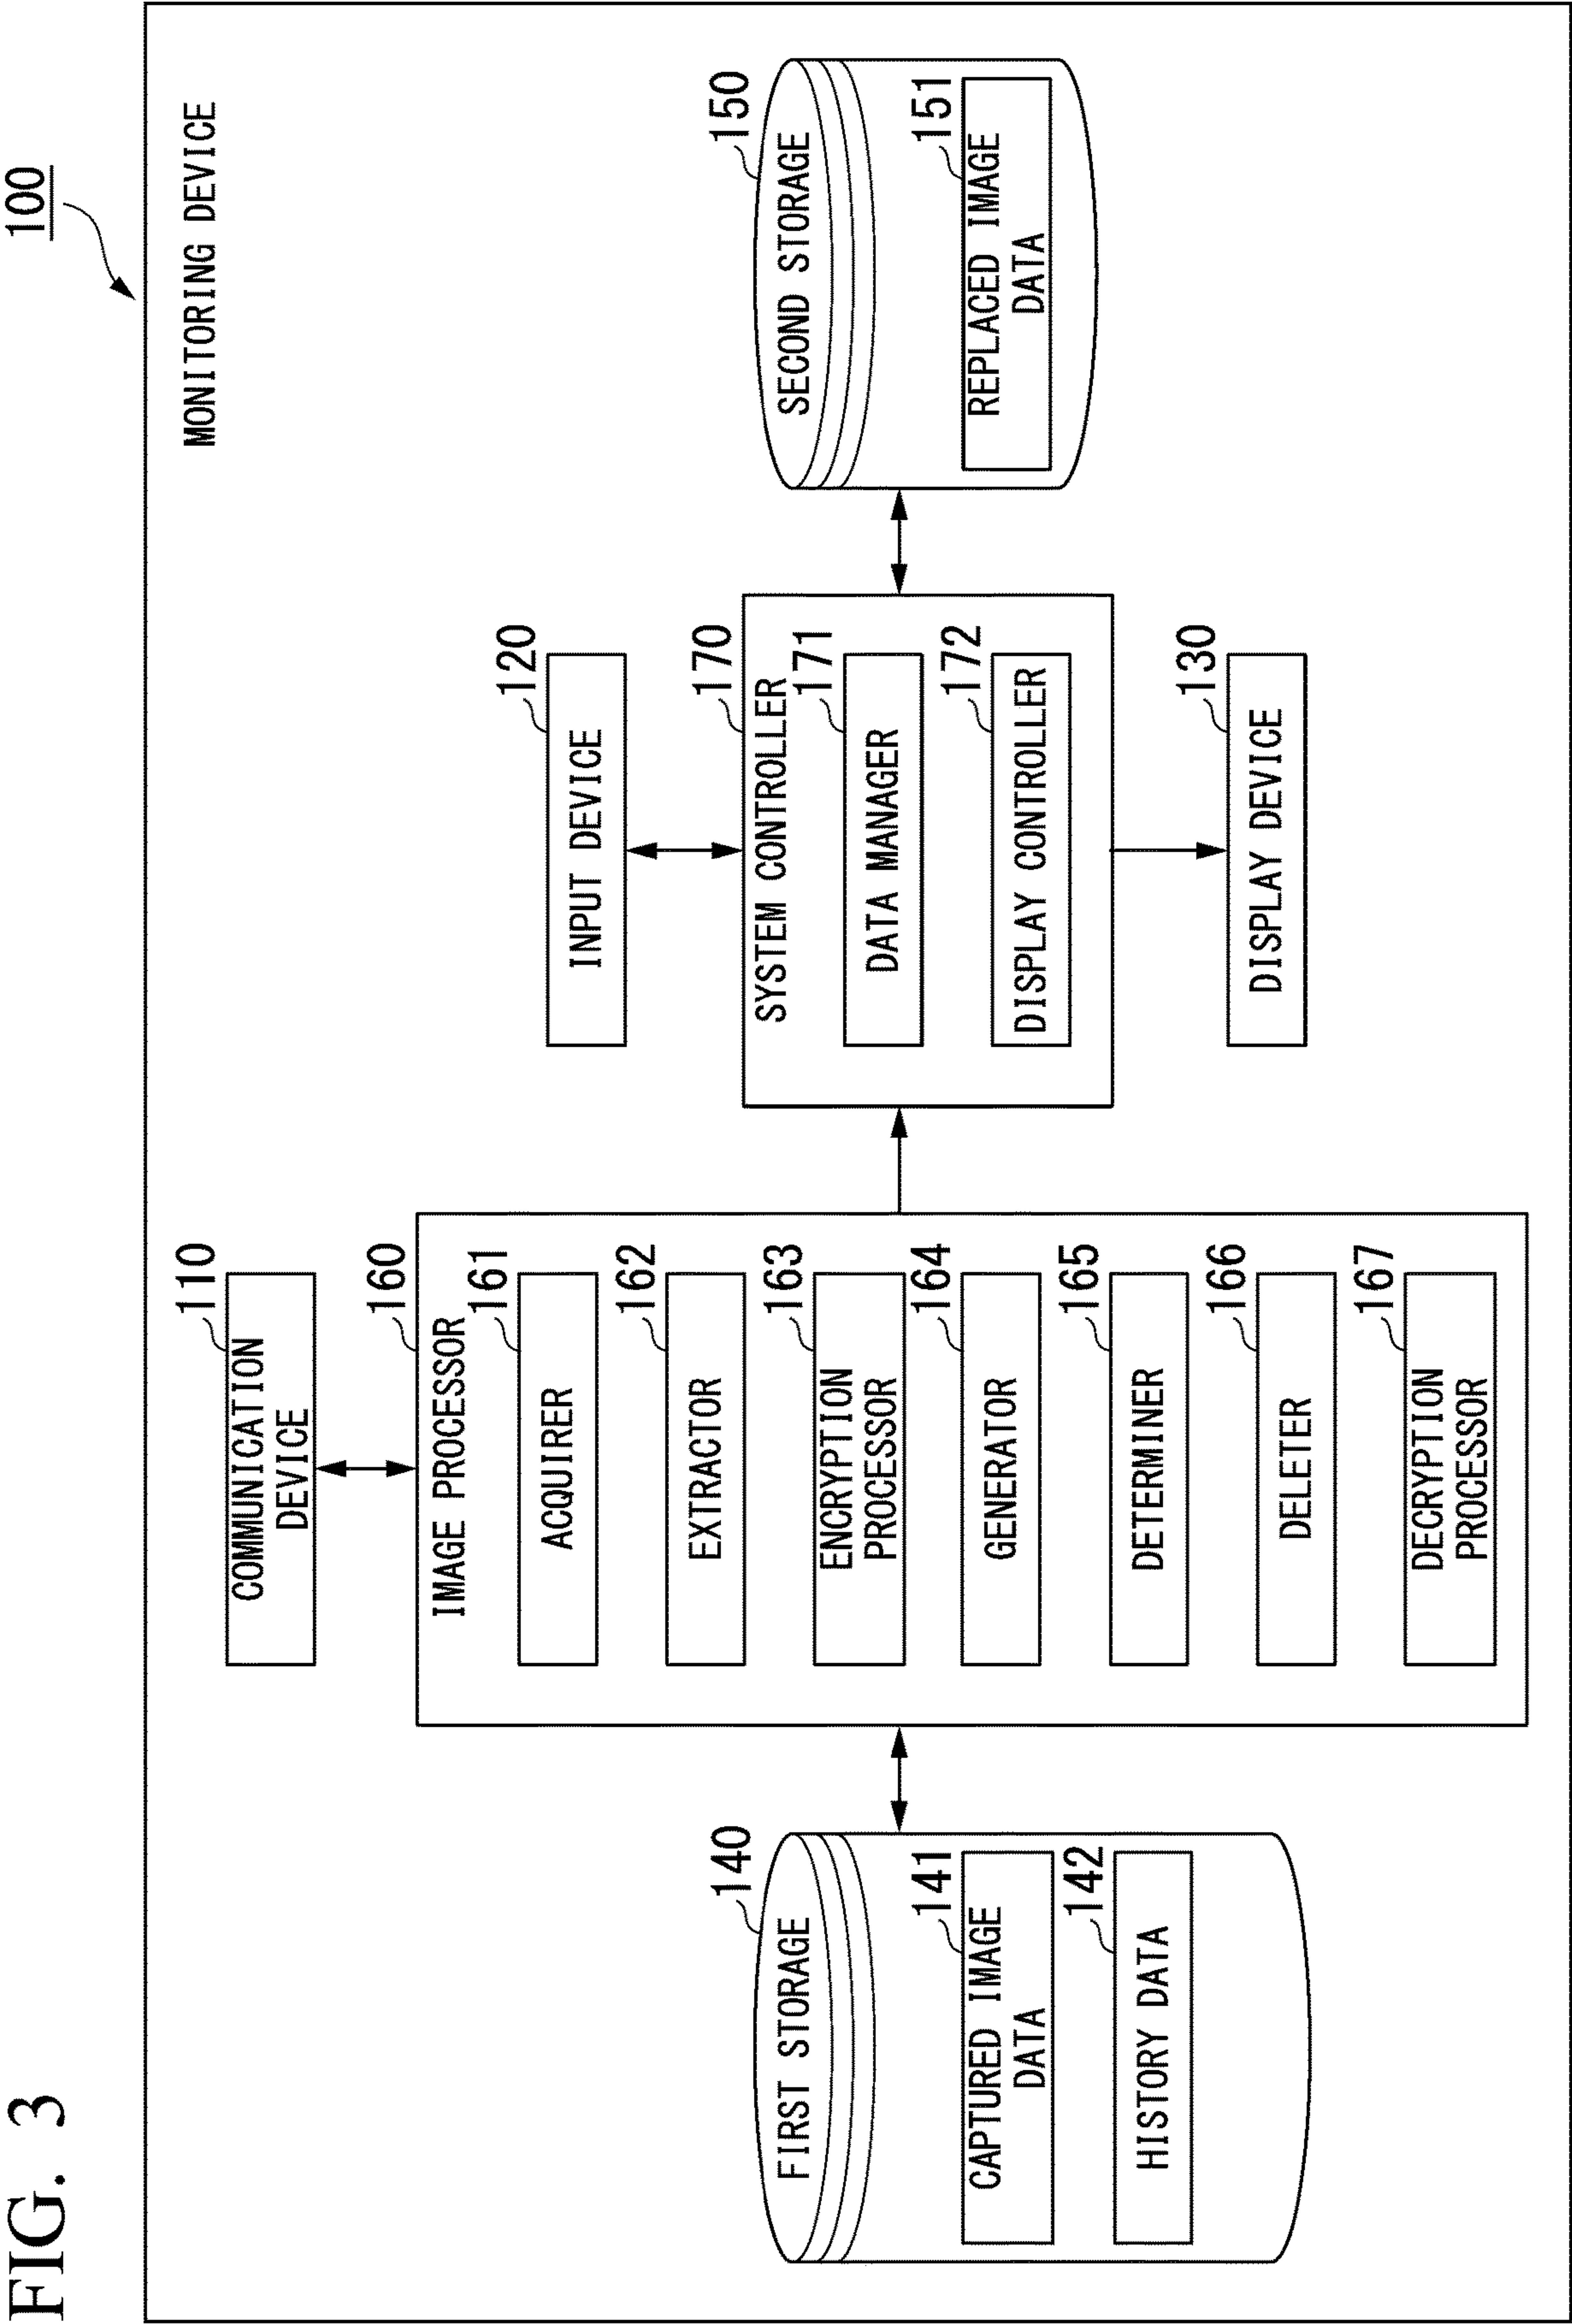 FIG. 3
100
MONITORING DEVICE
110
COMMUNICATION
DEVICE
160
IMAGE PROCESSOR
161
ACQUIRER
162
EXTRACTOR
163
ENCRYPTION
PROCESSOR
164
GENERATOR
165
DETERMINER
166
DELETER
167
DECRYPTION
PROCESSOR
140
FIRST STORAGE
141
CAPTURED IMAGE
DATA
142
HISTORY DATA
120
INPUT DEVICE
170
SYSTEM CONTROLLER
171
DATA MANAGER
172
DISPLAY CONTROLLER
130
DISPLAY DEVICE
150
SECOND STORAGE
151
REPLACED IMAGE
DATA